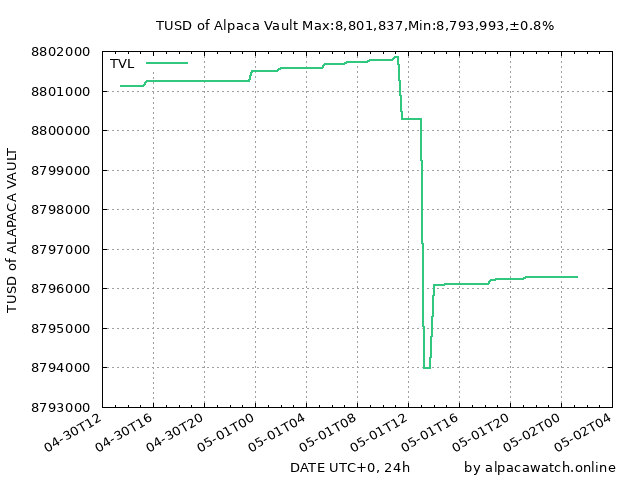 TUSD of Alpaca Vault Max:8,801,837,Min:8,793,993,±0.8%
TVL
8802000
8801000
8800000
8799000
8798000
8797000
8796000
8795000
8794000
8793000
TUSD of ALAPACA VAULT
04-30T12
04-30T16
04-30T20
05-01T00
05-01T04
05-01T08
05-01T12
05-01T16
05-01T20
05-02T00
05-02T04
DATE UTC+0, 24h
by alpacawatch.online